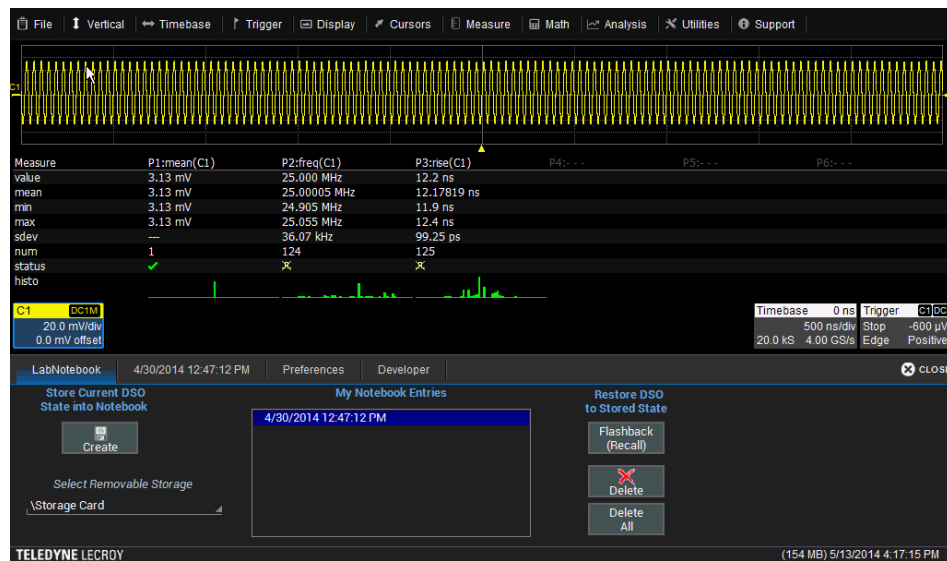 File Vertical Timebase Trigger Display Cursors Measure Math Analysis Utilities Support
C1
Measure P1:mean(C1) P2:freq(C1) P3:rise(C1) P4:- - - P5:- - - P6:- - -
value 3.13 mV 25.000 MHz 12.2 ns
mean 3.13 mV 25.00005 MHz 12.17819 ns
min 3.13 mV 24.905 MHz 11.9 ns
max 3.13 mV 25.055 MHz 12.4 ns
sdev --- 36.07 kHz 99.25 ps
num 1 124 125
status
histo
C1 DC1M
20.0 mV/div
0.0 mV offset
Timebase 0 ns Trigger C1 DC
500 ns/div Stop -600 µV
20.0 kS 4.00 GS/s Edge Positive
LabNotebook 4/30/2014 12:47:12 PM Preferences Developer CLOSE
Store Current DSO
State into Notebook
My Notebook Entries
Restore DSO
to Stored State
4/30/2014 12:47:12 PM
Create
Flashback
(Recall)
Select Removable Storage
\Storage Card
Delete
Delete
All
TELEDYNE LECROY (154 MB) 5/13/2014 4:17:15 PM